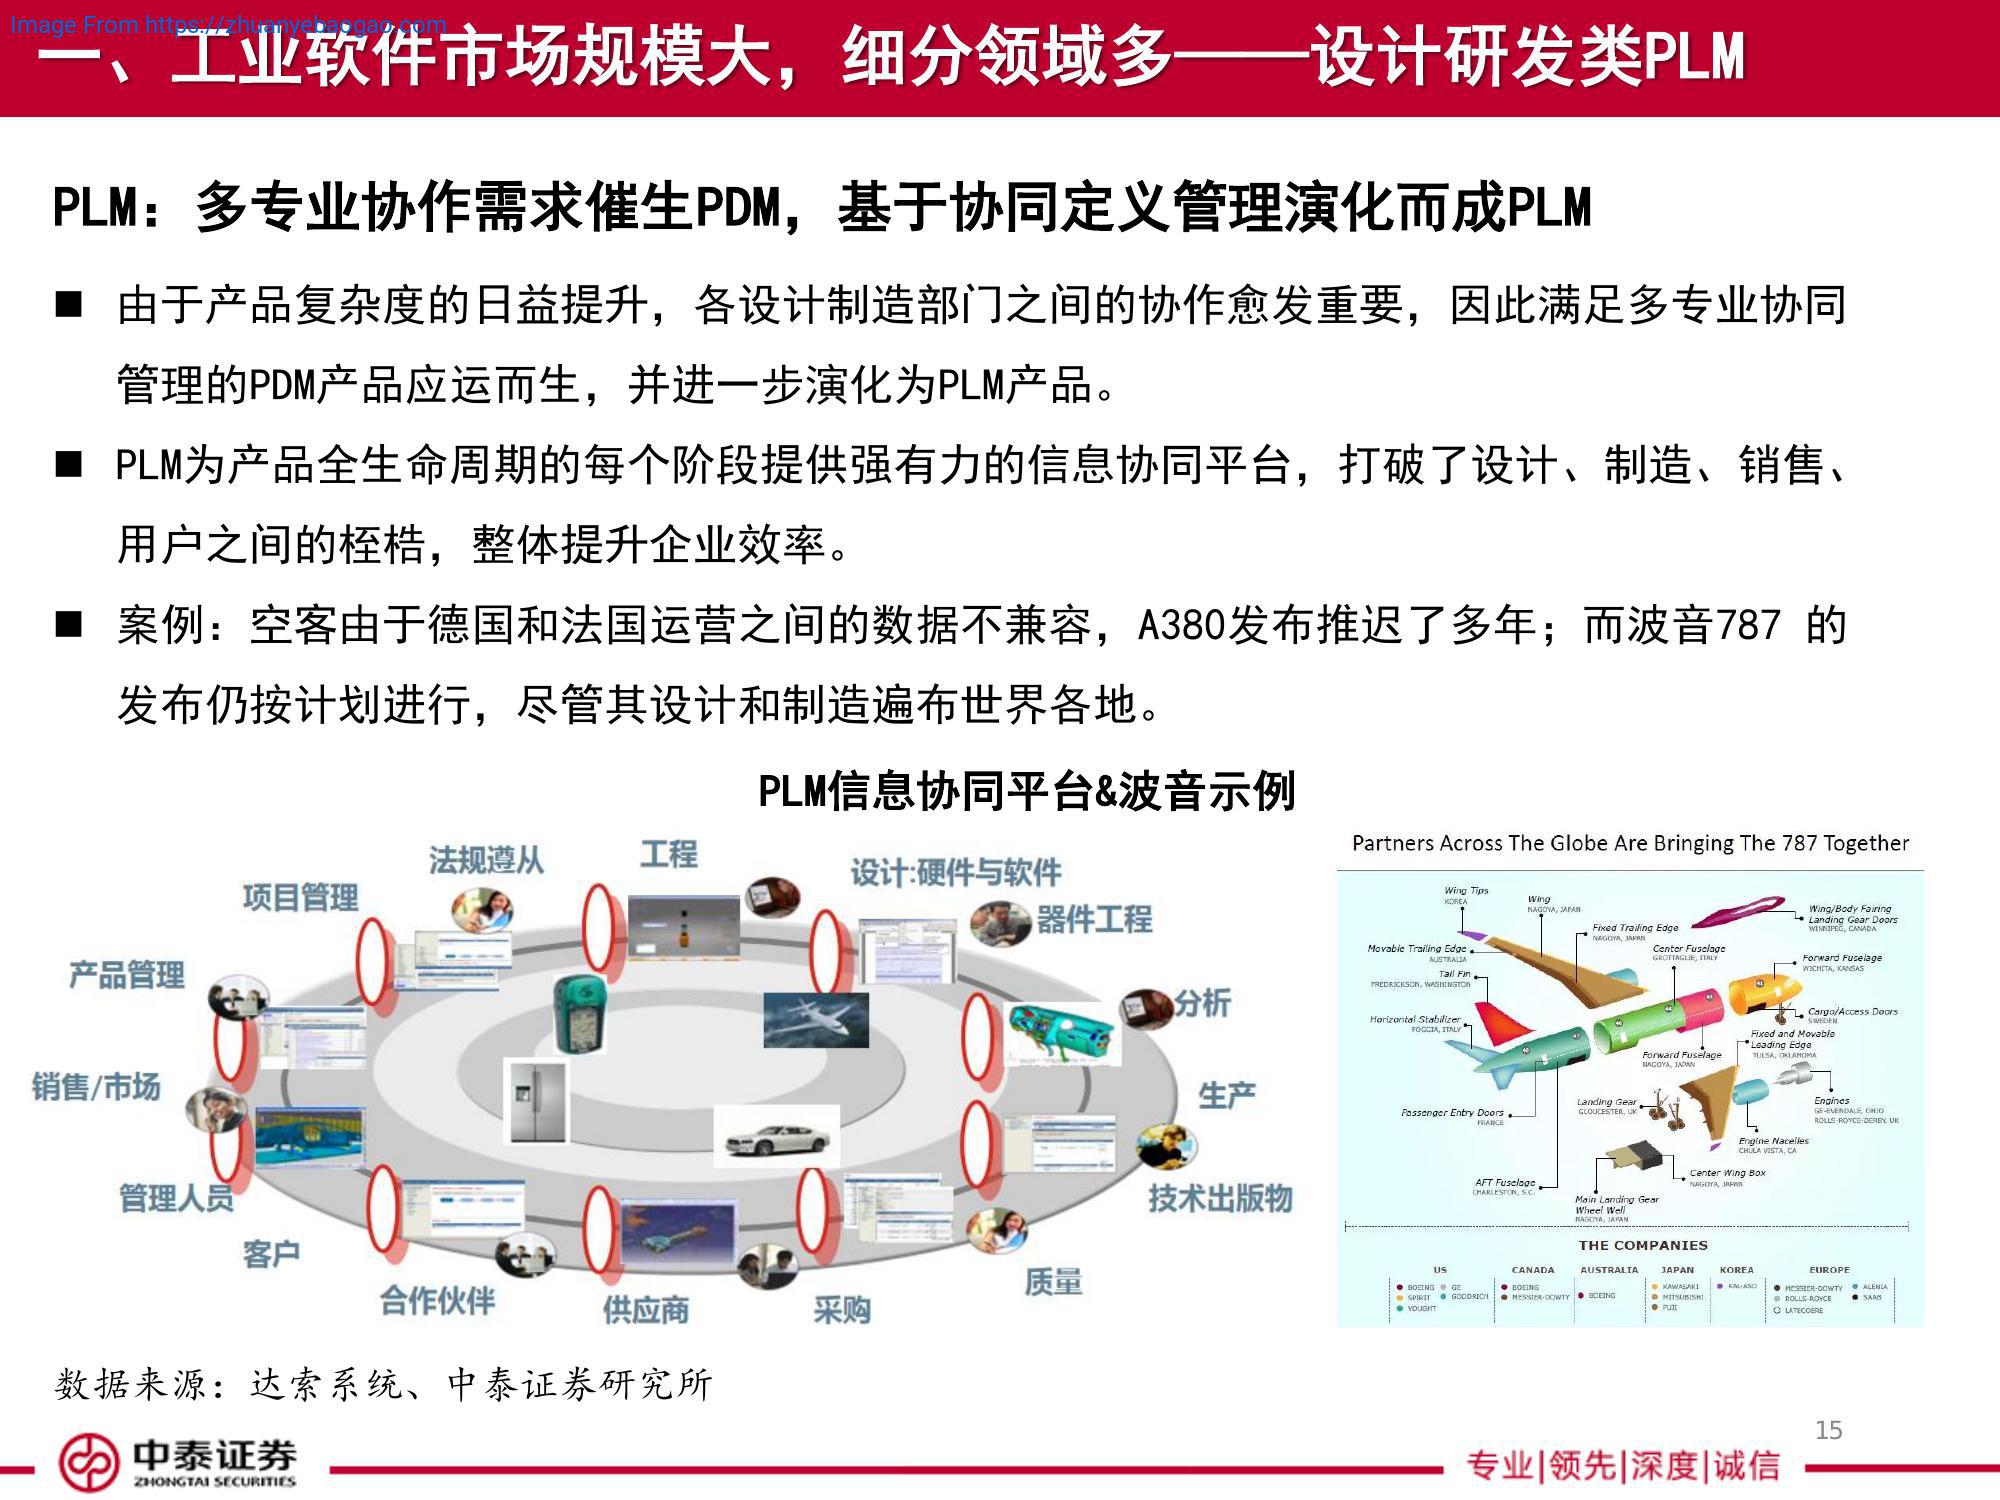 Image From https://zhuanyebaogao.com
一、工业软件市场规模大，细分领域多——设计研发类PLM
PLM：多专业协作需求催生PDM，基于协同定义管理演化而成PLM
■ 由于产品复杂度的日益提升，各设计制造部门之间的协作愈发重要，因此满足多专业协同
管理的PDM产品应运而生，并进一步演化为PLM产品。
■ PLM为产品全生命周期的每个阶段提供强有力的信息协同平台，打破了设计、制造、销售、
用户之间的桎梏，整体提升企业效率。
■ 案例：空客由于德国和法国运营之间的数据不兼容，A380发布推迟了多年；而波音787 的
发布仍按计划进行，尽管其设计和制造遍布世界各地。
PLM信息协同平台&波音示例
法规遵从
工程
设计:硬件与软件
项目管理
器件工程
产品管理
分析
销售/市场
生产
管理人员
技术出版物
客户
质量
合作伙伴
供应商
采购
Partners Across The Globe Are Bringing The 787 Together
Wing Tips
KOREA
Wing
NAGOYA, JAPAN
Wing/Body Fairing
Landing Gear Doors
WINNIPEG, CANADA
Fixed Trailing Edge
NAGOYA, JAPAN
Movable Trailing Edge
AUSTRALIA
Center Fuselage
GROTTAGLIE, ITALY
Forward Fuselage
WICHITA, KANSAS
Tail Fin
FREDRICKSON, WASHINGTON
Cargo/Access Doors
SWEDEN
Horizontal Stabilizer
FOGGIA, ITALY
Fixed and Movable
Leading Edge
TULSA, OKLAHOMA
Forward Fuselage
NAGOYA, JAPAN
Landing Gear
GLOUCESTER, UK
Engines
GE-EVENDALE, OHIO
ROLLS-ROYCE-DERBY, UK
Passenger Entry Doors
FRANCE
Engine Nacelles
CHULA VISTA, CA
Center Wing Box
NAGOYA, JAPAN
AFT Fuselage
CHARLESTON, S.C.
Main Landing Gear
Wheel Well
NAGOYA, JAPAN
THE COMPANIES
US CANADA AUSTRALIA JAPAN KOREA EUROPE
BOEING GE BOEING KAWASAKI KAL-ASD MESSIER-DOWTY ALENIA
SPIRIT GOODRICH MESSIER-DOWTY BOEING MITSUBISHI ROLLS-ROYCE SAAB
VOUGHT FUJI LATECOERE
数据来源：达索系统、中泰证券研究所
15
中泰证券
ZHONGTAI SECURITIES
专业|领先|深度|诚信